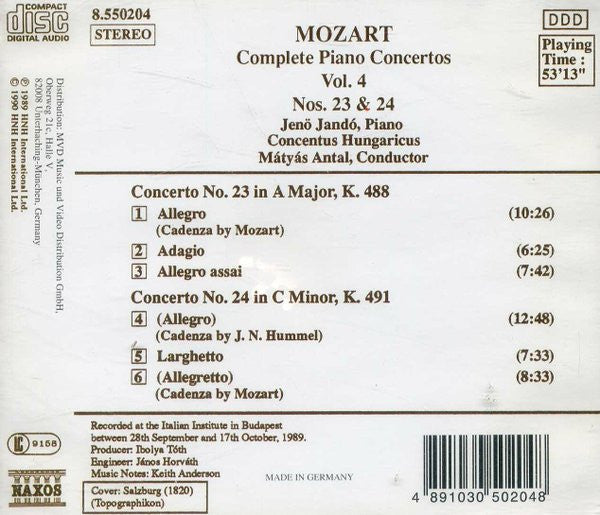 COMPACT
disc
DIGITAL AUDIO
8.550204
STEREO
DDD
Playing
Time :
53'13"
MOZART
Complete Piano Concertos
Vol. 4
Nos. 23 & 24
Jenö Jandó, Piano
Concentus Hungaricus
Mátyás Antal, Conductor
℗ 1989 HNH International Ltd.
© 1990 HNH International Ltd.
Distribution: MVD Music und Video Distribution GmbH,
Oberweg 21c, Halle V,
82008 Unterhaching-München, Germany
Concerto No. 23 in A Major, K. 488
1 Allegro (10:26)
(Cadenza by Mozart)
2 Adagio (6:25)
3 Allegro assai (7:42)
Concerto No. 24 in C Minor, K. 491
4 (Allegro) (12:48)
(Cadenza by J. N. Hummel)
5 Larghetto (7:33)
6 (Allegretto) (8:33)
(Cadenza by Mozart)
LC 9158
NAXOS
Recorded at the Italian Institute in Budapest
between 28th September and 17th October, 1989.
Producer: Ibolya Tóth
Engineer: János Horváth
Music Notes: Keith Anderson
Cover: Salzburg (1820)
(Topographikon)
MADE IN GERMANY
4 891030 502048